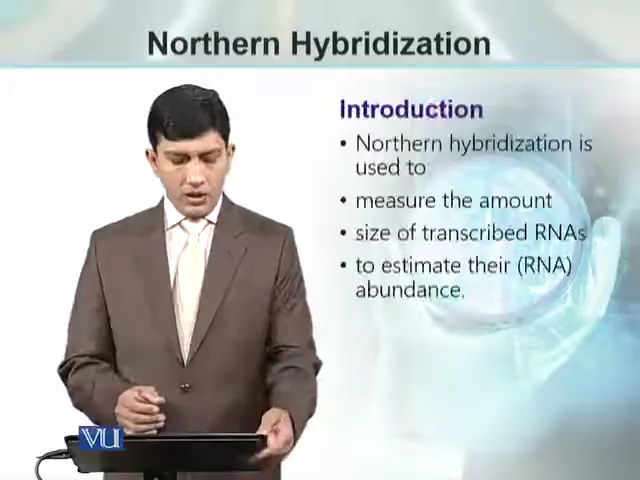 Northern Hybridization
Introduction
• Northern hybridization is
used to
• measure the amount
• size of transcribed RNAs
• to estimate their (RNA)
abundance.
VU